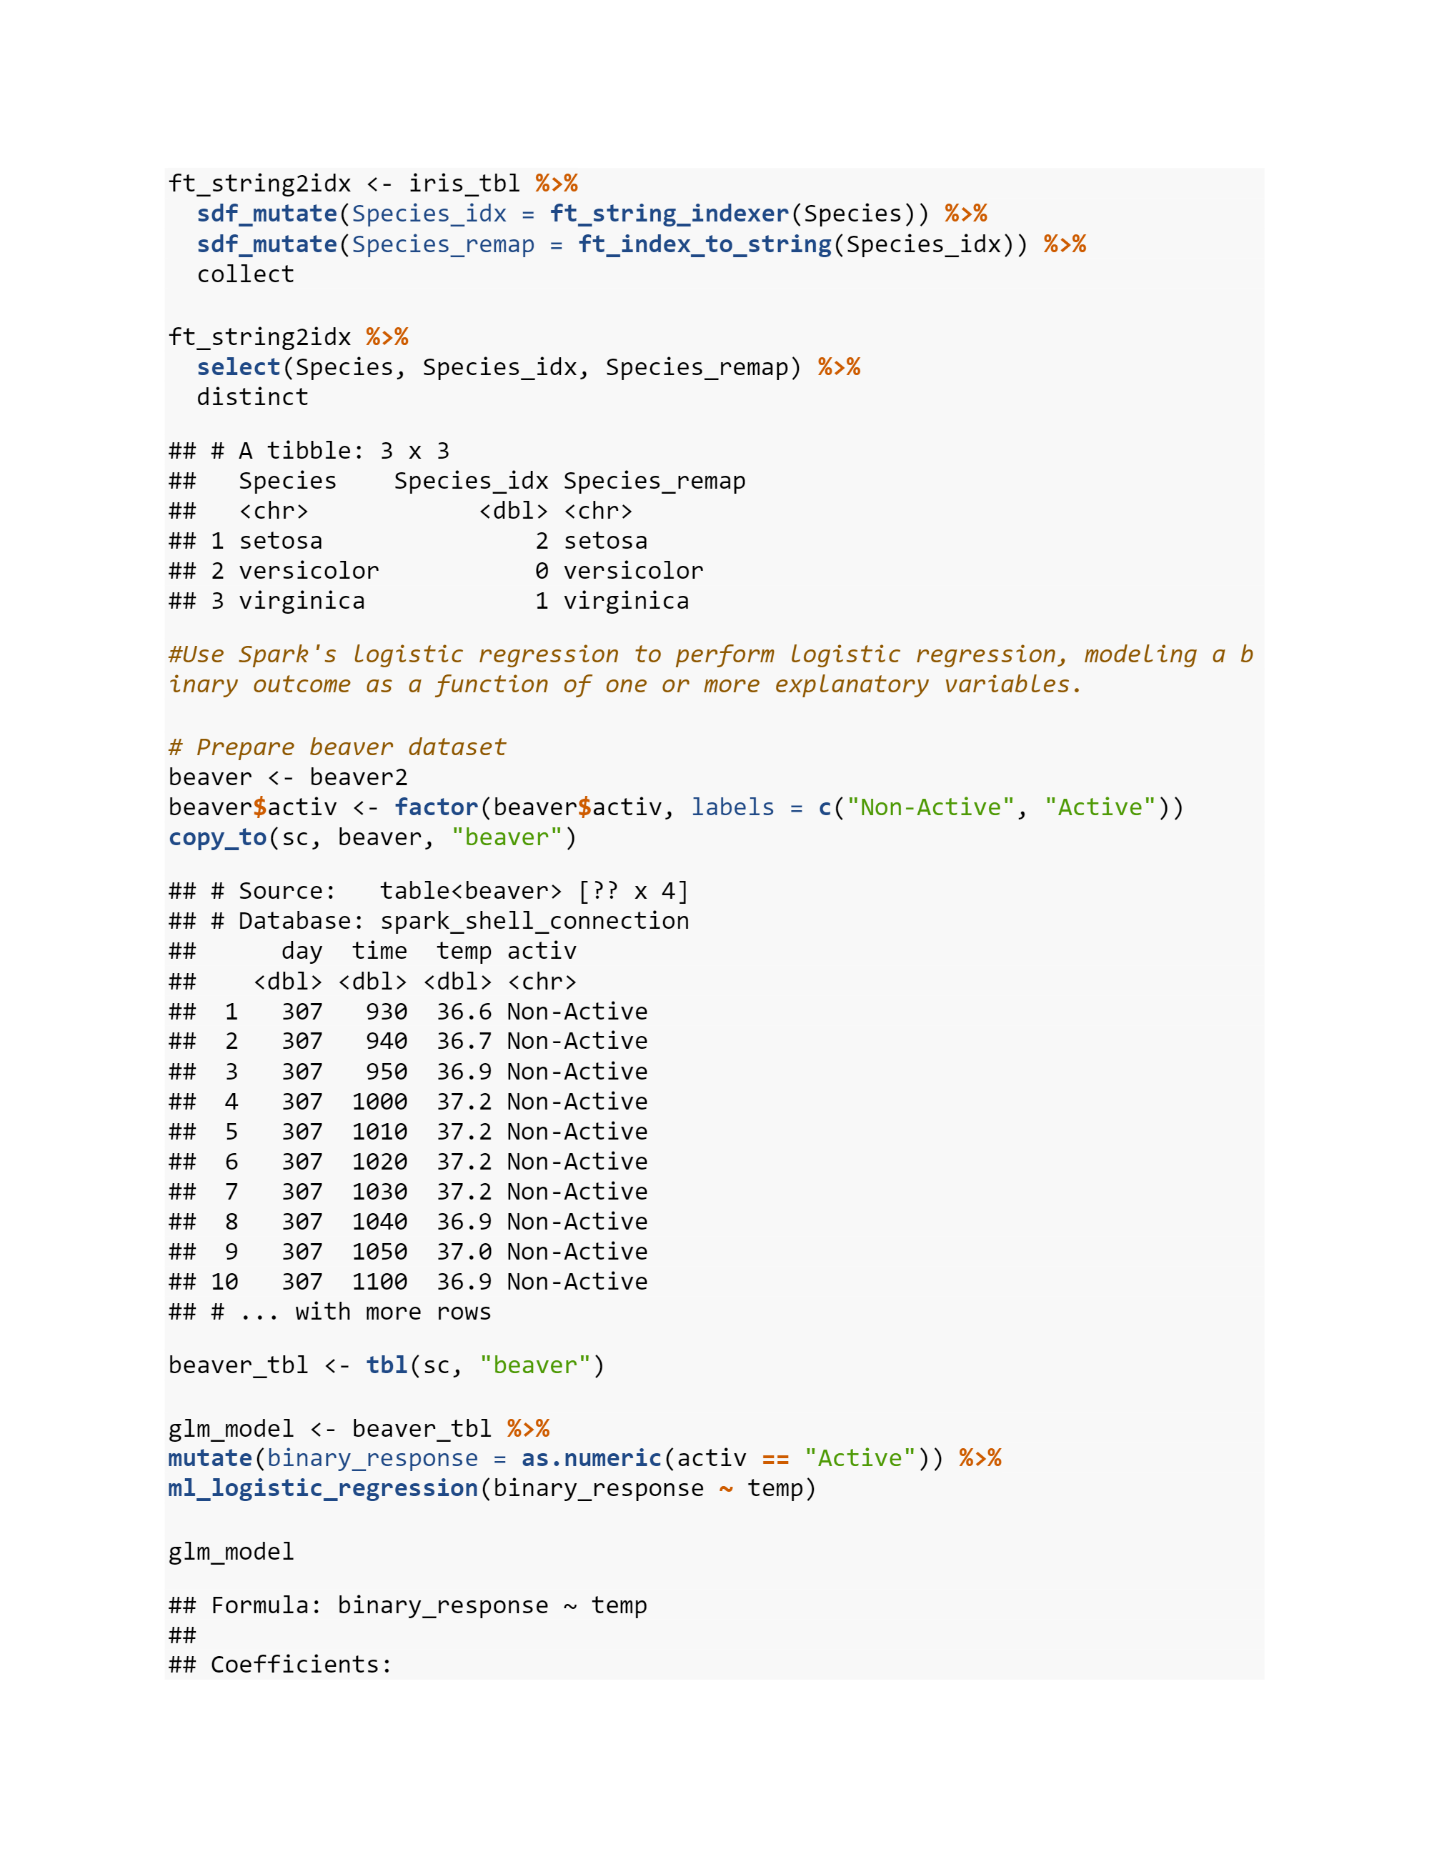 ft_string2idx <- iris_tbl %>%
  sdf_mutate(Species_idx = ft_string_indexer(Species)) %>%
  sdf_mutate(Species_remap = ft_index_to_string(Species_idx)) %>%
  collect

ft_string2idx %>%
  select(Species, Species_idx, Species_remap) %>%
  distinct

## # A tibble: 3 x 3
##   Species    Species_idx Species_remap
##   <chr>            <dbl> <chr>
## 1 setosa               2 setosa
## 2 versicolor           0 versicolor
## 3 virginica            1 virginica

#Use Spark's logistic regression to perform logistic regression, modeling a b
inary outcome as a function of one or more explanatory variables.

# Prepare beaver dataset
beaver <- beaver2
beaver$activ <- factor(beaver$activ, labels = c("Non-Active", "Active"))
copy_to(sc, beaver, "beaver")

## # Source:   table<beaver> [?? x 4]
## # Database: spark_shell_connection
##      day  time  temp activ
##    <dbl> <dbl> <dbl> <chr>
##  1   307   930  36.6 Non-Active
##  2   307   940  36.7 Non-Active
##  3   307   950  36.9 Non-Active
##  4   307  1000  37.2 Non-Active
##  5   307  1010  37.2 Non-Active
##  6   307  1020  37.2 Non-Active
##  7   307  1030  37.2 Non-Active
##  8   307  1040  36.9 Non-Active
##  9   307  1050  37.0 Non-Active
## 10   307  1100  36.9 Non-Active
## # ... with more rows

beaver_tbl <- tbl(sc, "beaver")

glm_model <- beaver_tbl %>%
mutate(binary_response = as.numeric(activ == "Active")) %>%
ml_logistic_regression(binary_response ~ temp)

glm_model

## Formula: binary_response ~ temp
##
## Coefficients: